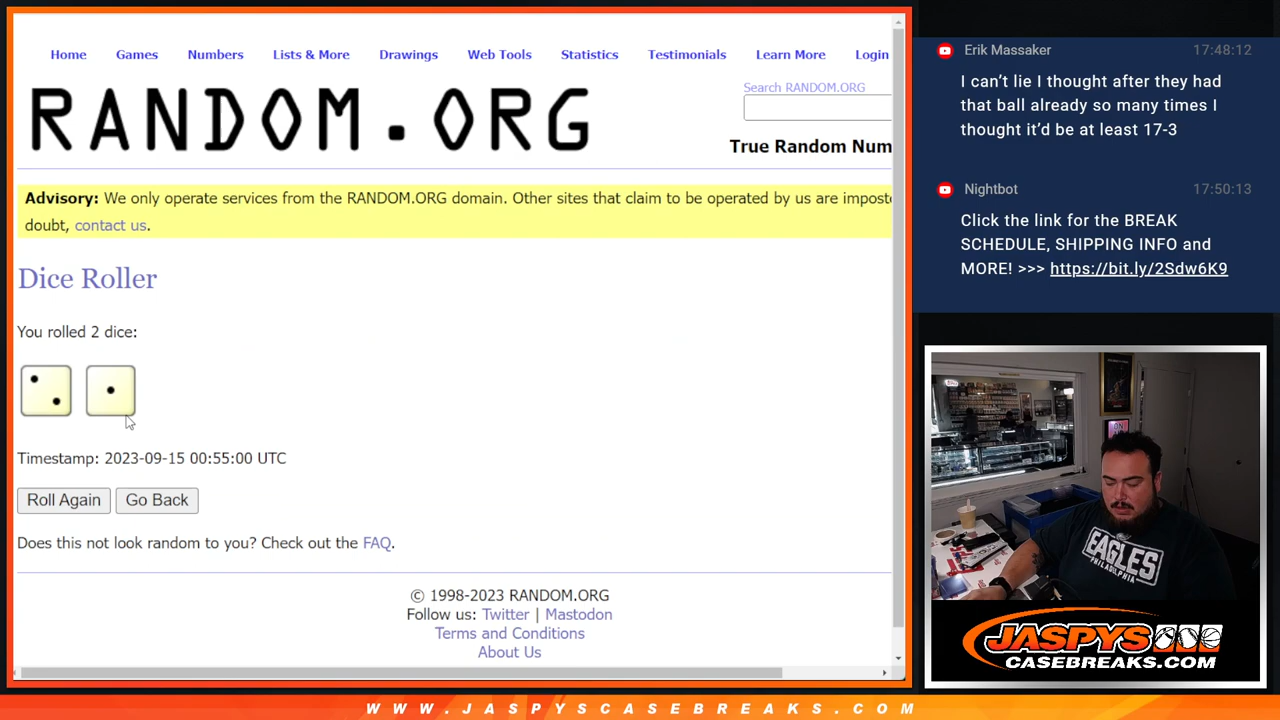 Home Games Numbers Lists & More Drawings Web Tools Statistics Testimonials Learn More Login
RANDOM.ORG
Search RANDOM.ORG
True Random Num
Advisory: We only operate services from the RANDOM.ORG domain. Other sites that claim to be operated by us are imposte
doubt, contact us.
Dice Roller
You rolled 2 dice:
Timestamp: 2023-09-15 00:55:00 UTC
Roll Again Go Back
Does this not look random to you? Check out the FAQ.
© 1998-2023 RANDOM.ORG
Follow us: Twitter | Mastodon
Terms and Conditions
About Us
Erik Massaker 17:48:12
I can’t lie I thought after they had
that ball already so many times I
thought it’d be at least 17-3
Nightbot 17:50:13
Click the link for the BREAK
SCHEDULE, SHIPPING INFO and
MORE! >>> https://bit.ly/2Sdw6K9
EAGLES
PHILADELPHIA
JASPYS
CASEBREAKS.COM
WWW.JASPYSCASEBREAKS.COM